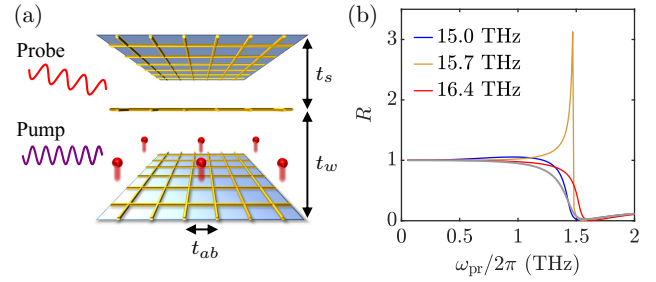 (a)
Probe
Pump
t_s
t_w
t_ab
(b)
15.0 THz
15.7 THz
16.4 THz
R
3
2
1
0
0 0.5 1 1.5 2
ω_pr/2π (THz)